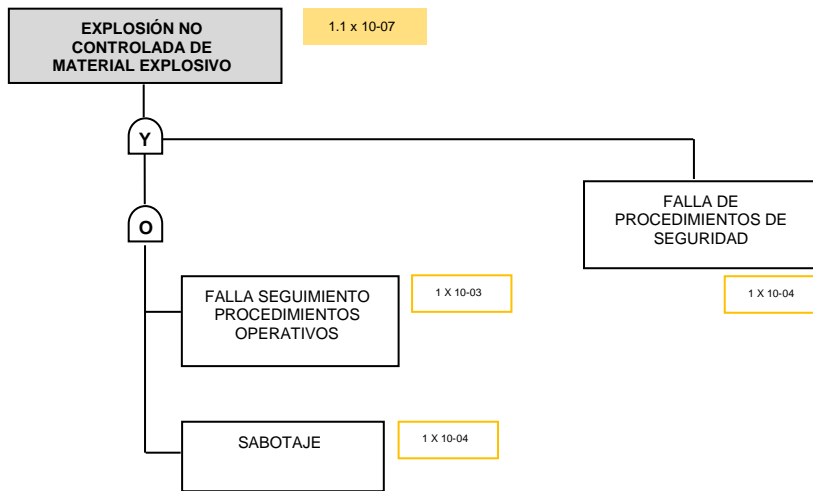 EXPLOSIÓN NO
CONTROLADA DE
MATERIAL EXPLOSIVO
1.1 x 10-07
Y
O
FALLA DE
PROCEDIMIENTOS DE
SEGURIDAD
1 X 10-04
FALLA SEGUIMIENTO
PROCEDIMIENTOS
OPERATIVOS
1 X 10-03
SABOTAJE
1 X 10-04